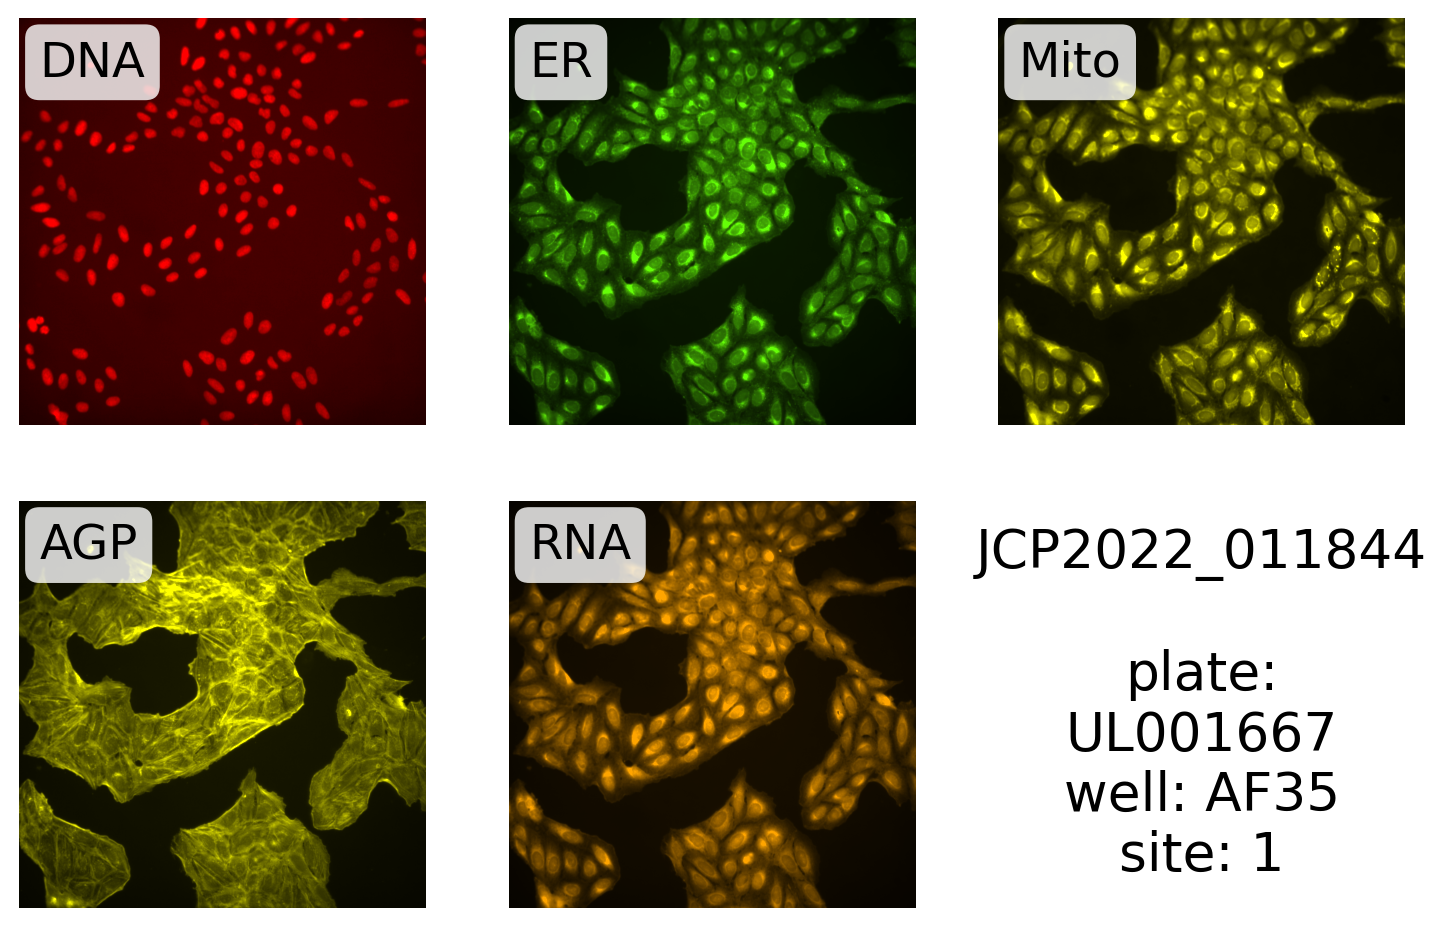 DNA
ER
Mito
AGP
RNA
JCP2022_011844
plate:
UL001667
well: AF35
site: 1